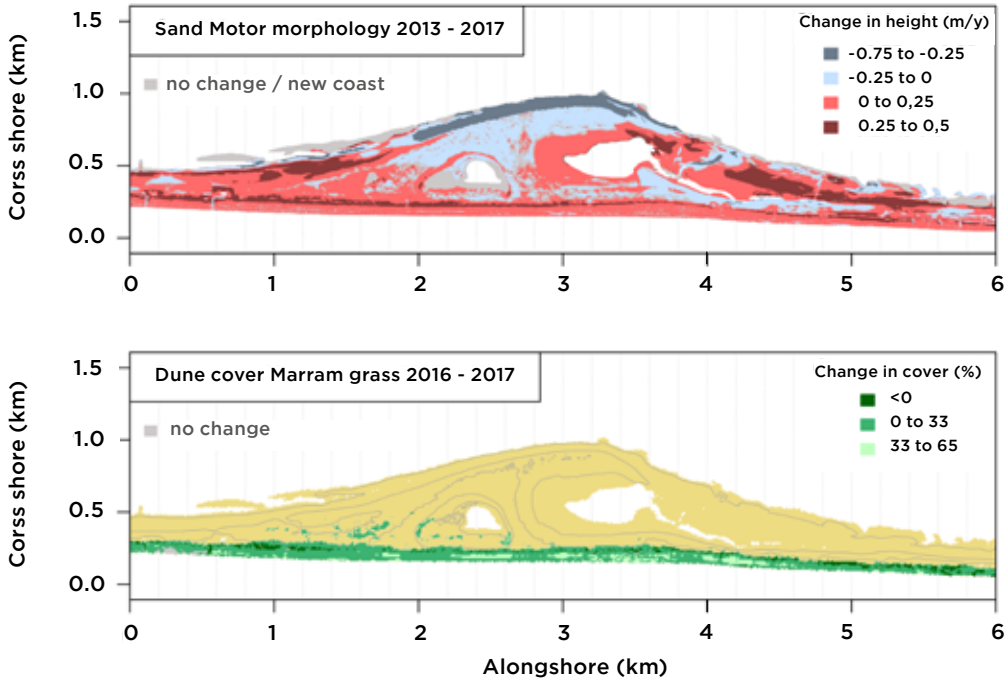 Sand Motor morphology 2013 - 2017
no change / new coast
Change in height (m/y)
-0.75 to -0.25
-0.25 to 0
0 to 0,25
0.25 to 0,5
Corss shore (km)
1.5
1.0
0.5
0.0
0 1 2 3 4 5 6
Dune cover Marram grass 2016 - 2017
no change
Change in cover (%)
<0
0 to 33
33 to 65
Corss shore (km)
1.5
1.0
0.5
0.0
0 1 2 3 4 5 6
Alongshore (km)